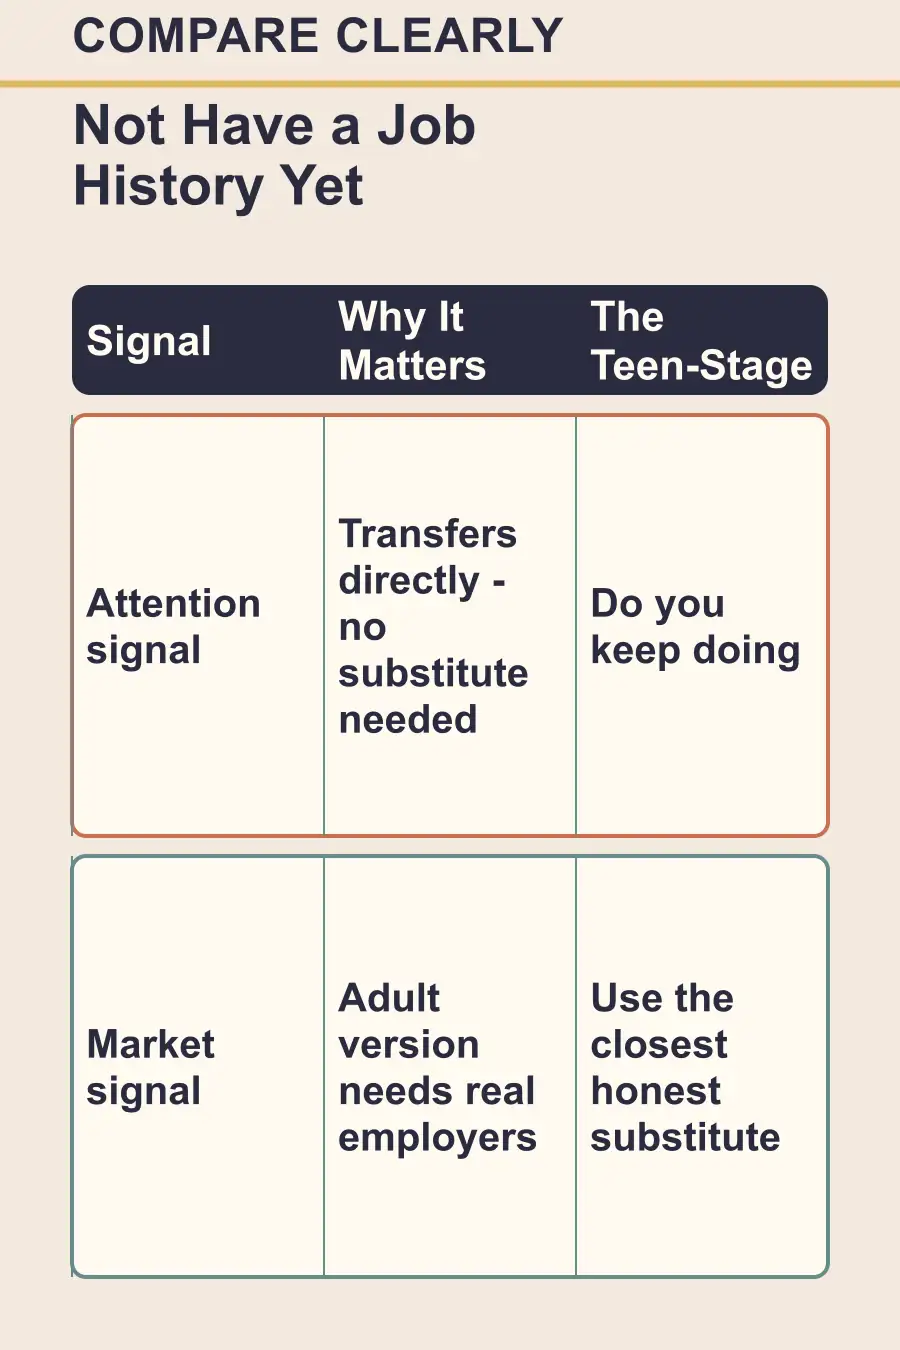 COMPARE CLEARLY
Not Have a Job
History Yet
Signal
Why It
Matters
The
Teen-Stage
Attention
signal
Transfers
directly -
no
substitute
needed
Do you
keep doing
Market
signal
Adult
version
needs real
employers
Use the
closest
honest
substitute